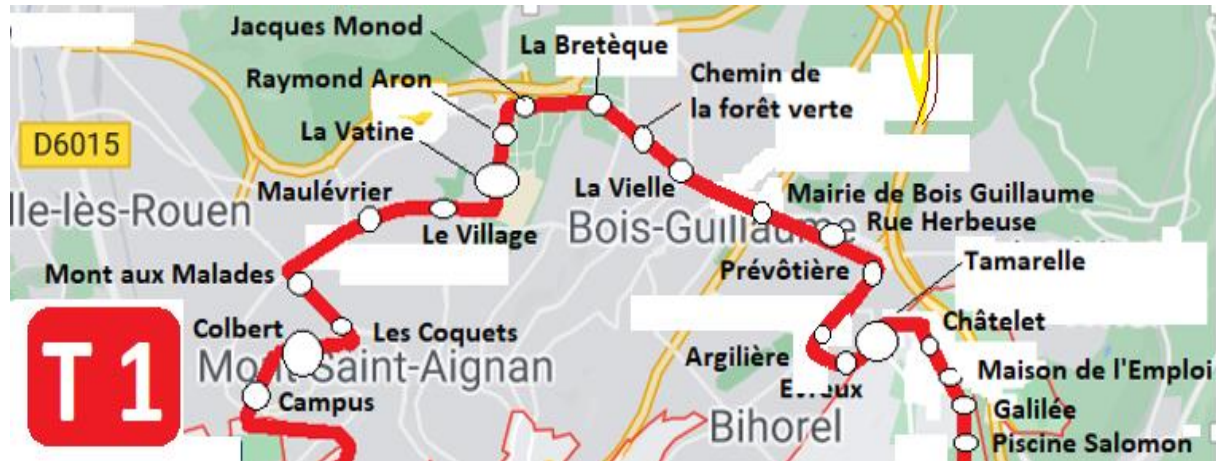 Jacques Monod
La Bretèque
Raymond Aron
Chemin de
la forêt verte
La Vatine
D6015
Maulévrier
La Vielle
Mairie de Bois Guillaume
lle-lès-Rouen
Le Village
Bois-Guillaume
Rue Herbeuse
Mont aux Malades
Prévôtière
Tamarelle
Colbert
Les Coquets
Châtelet
T 1
Mont-Saint-Aignan
Argilière
Maison de l'Emploi
Evreux
Campus
Galilée
Bihorel
Piscine Salomon